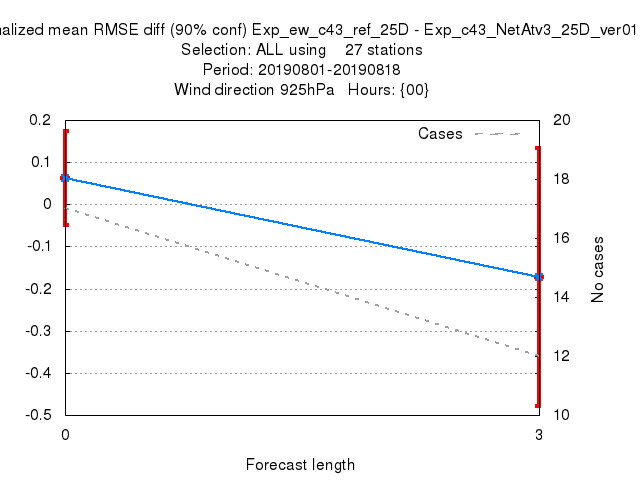 nalized mean RMSE diff (90% conf) Exp_ew_c43_ref_25D - Exp_c43_NetAtv3_25D_ver01
Selection: ALL using 27 stations
Period: 20190801-20190818
Wind direction 925hPa Hours: {00}
Cases
0.2
0.1
0
-0.1
-0.2
-0.3
-0.4
-0.5
20
18
16
14
12
10
No cases
0
3
Forecast length